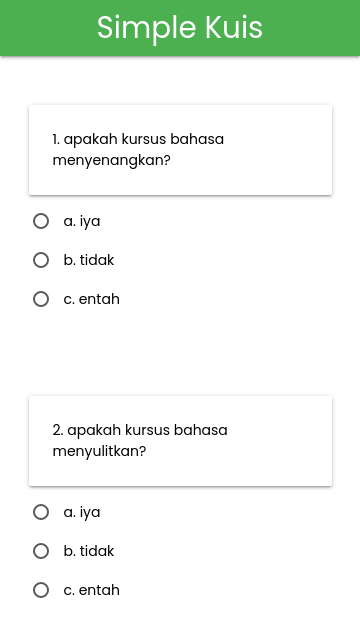 Simple Kuis
1. apakah kursus bahasa
menyenangkan?
a. iya
b. tidak
c. entah
2. apakah kursus bahasa
menyulitkan?
a. iya
b. tidak
c. entah